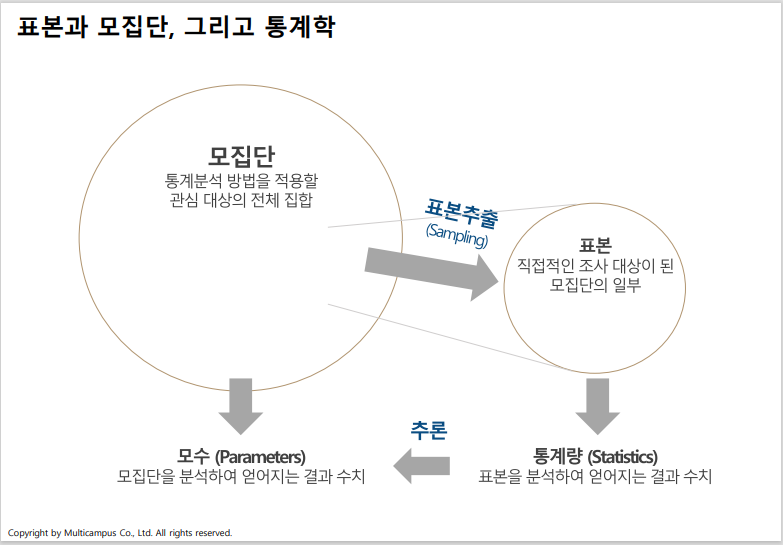 표본과 모집단, 그리고 통계학
모집단
통계분석 방법을 적용할
관심 대상의 전체 집합
표본추출
(Sampling)
표본
직접적인 조사 대상이 된
모집단의 일부
추론
모수 (Parameters)
모집단을 분석하여 얻어지는 결과 수치
통계량 (Statistics)
표본을 분석하여 얻어지는 결과 수치
Copyright by Multicampus Co., Ltd. All rights reserved.